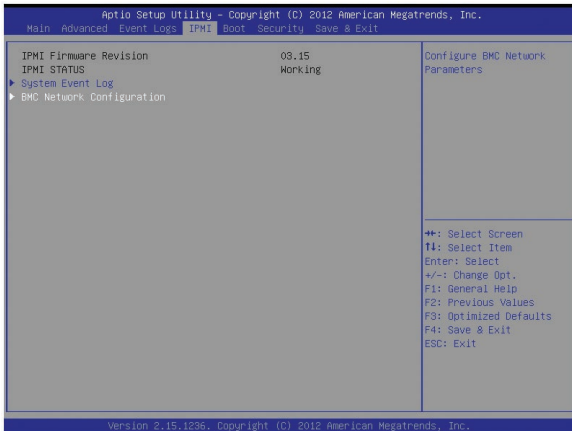 Aptio Setup Utility – Copyright (C) 2012 American Megatrends, Inc.
Main Advanced Event Logs IPMI Boot Security Save & Exit
IPMI Firmware Revision 03.15
IPMI STATUS Working
System Event Log
BMC Network Configuration
Configure BMC Network
Parameters
→←: Select Screen
↑↓: Select Item
Enter: Select
+/-: Change Opt.
F1: General Help
F2: Previous Values
F3: Optimized Defaults
F4: Save & Exit
ESC: Exit
Version 2.15.1236. Copyright (C) 2012 American Megatrends, Inc.